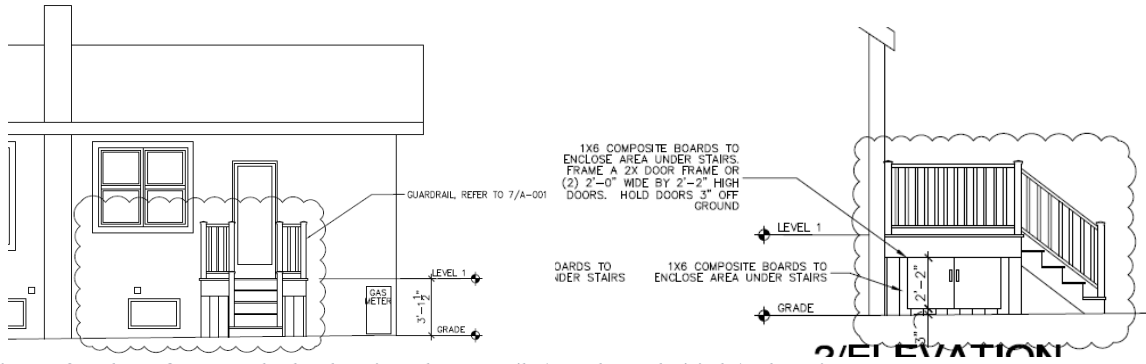 GUARDRAIL, REFER TO 7/A-001
LEVEL 1
GAS
METER
3'-1½"
GRADE
1X6 COMPOSITE BOARDS TO
ENCLOSE AREA UNDER STAIRS.
FRAME A 2X DOOR FRAME OR
(2) 2'-0" WIDE BY 2'-2" HIGH
DOORS. HOLD DOORS 3" OFF
GROUND
LEVEL 1
OARDS TO
NDER STAIRS
1X6 COMPOSITE BOARDS TO
ENCLOSE AREA UNDER STAIRS
2'-2"
GRADE
3"
2/ELEVATION